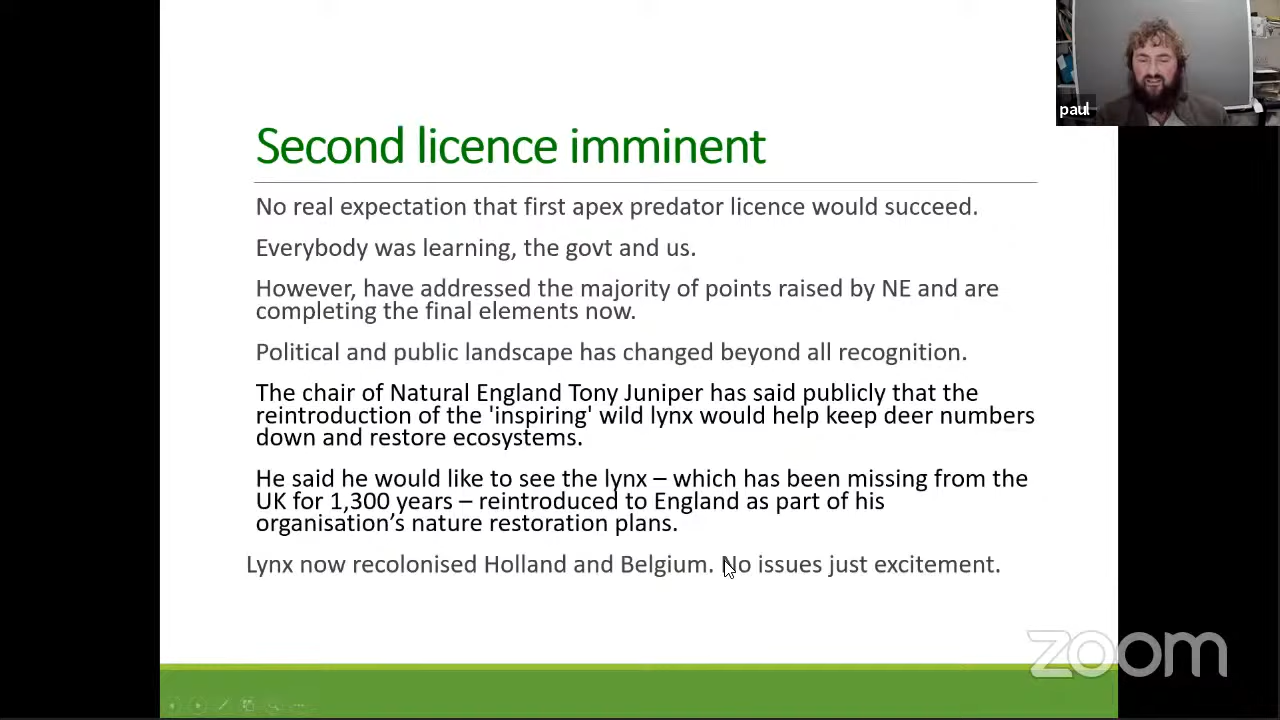 paul
Second licence imminent
No real expectation that first apex predator licence would succeed.
Everybody was learning, the govt and us.
However, have addressed the majority of points raised by NE and are
completing the final elements now.
Political and public landscape has changed beyond all recognition.
The chair of Natural England Tony Juniper has said publicly that the
reintroduction of the 'inspiring' wild lynx would help keep deer numbers
down and restore ecosystems.
He said he would like to see the lynx – which has been missing from the
UK for 1,300 years – reintroduced to England as part of his
organisation’s nature restoration plans.
Lynx now recolonised Holland and Belgium. No issues just excitement.
zoom